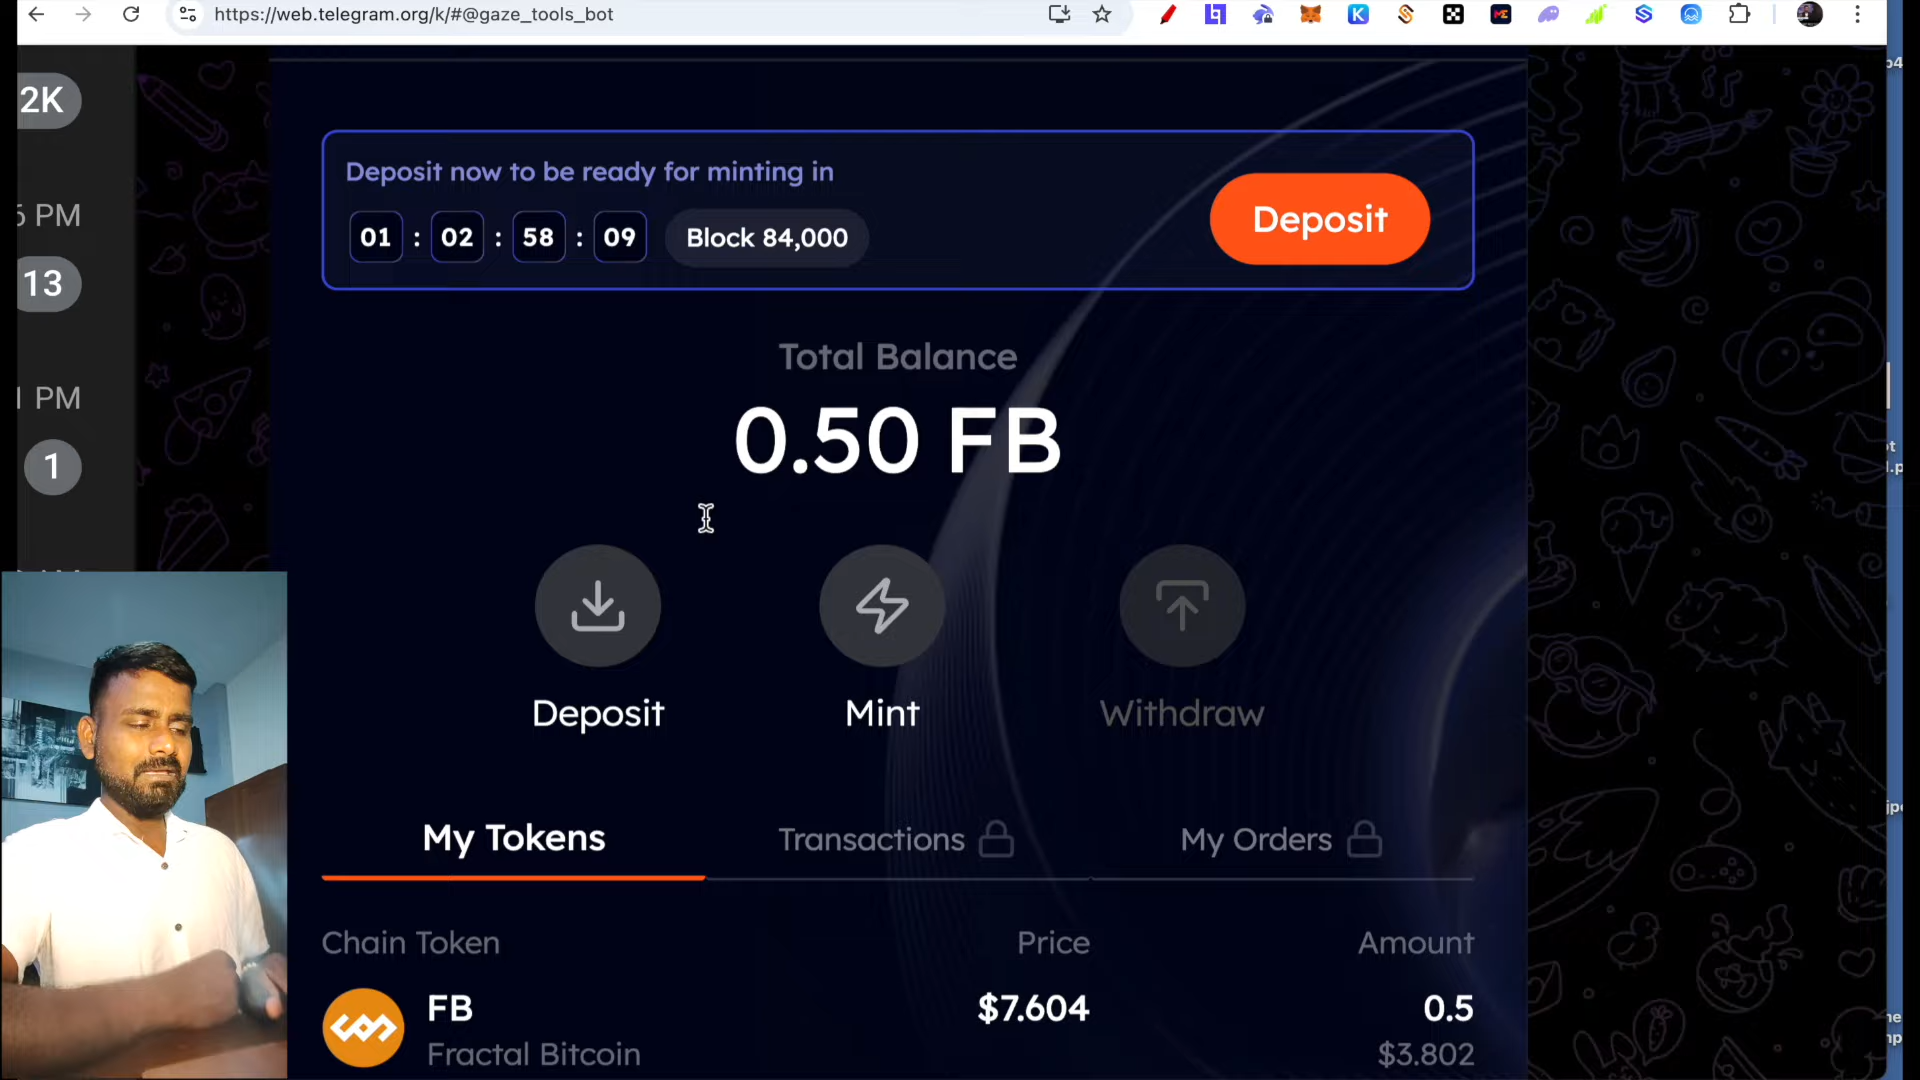 https://web.telegram.org/k/#@gaze_tools_bot
2K
PM
13
PM
1
Deposit now to be ready for minting in
01 : 02 : 58 : 09
Block 84,000
Deposit
Total Balance
0.50 FB
Deposit
Mint
Withdraw
My Tokens
Transactions
My Orders
Chain Token
Price
Amount
FB
$7.604
0.5
Fractal Bitcoin
$3.802